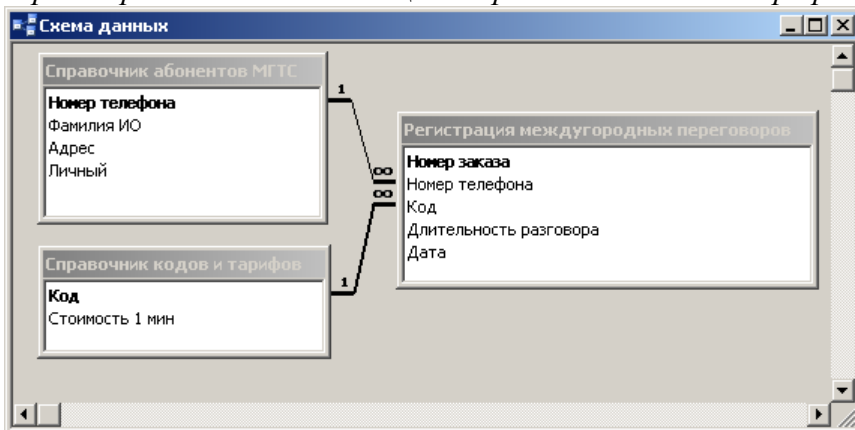 Схема данных
Справочник абонентов МГТС
Номер телефона
Фамилия ИО
Адрес
Личный
1
∞
∞
1
Регистрация междугородных переговоров
Номер заказа
Номер телефона
Код
Длительность разговора
Дата
Справочник кодов и тарифов
Код
Стоимость 1 мин